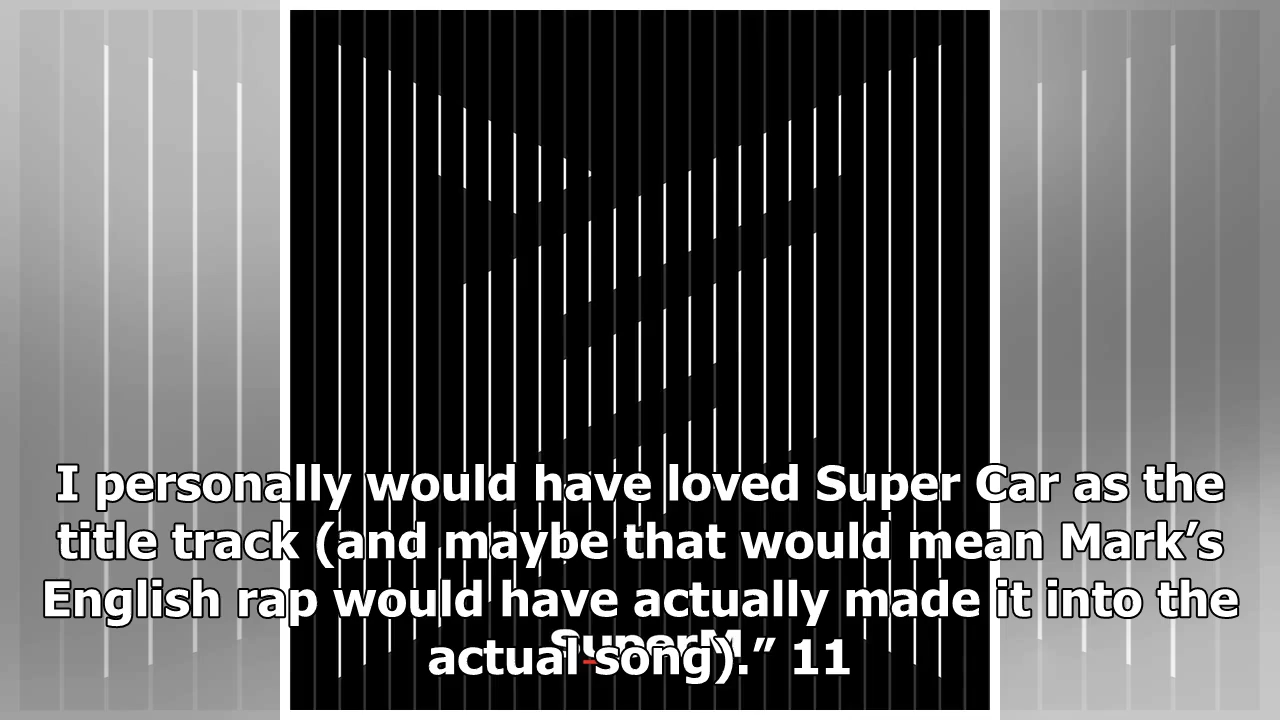 I personally would have loved Super Car as the
title track (and maybe that would mean Mark’s
English rap would have actually made it into the
SuperM
actual song).” 11